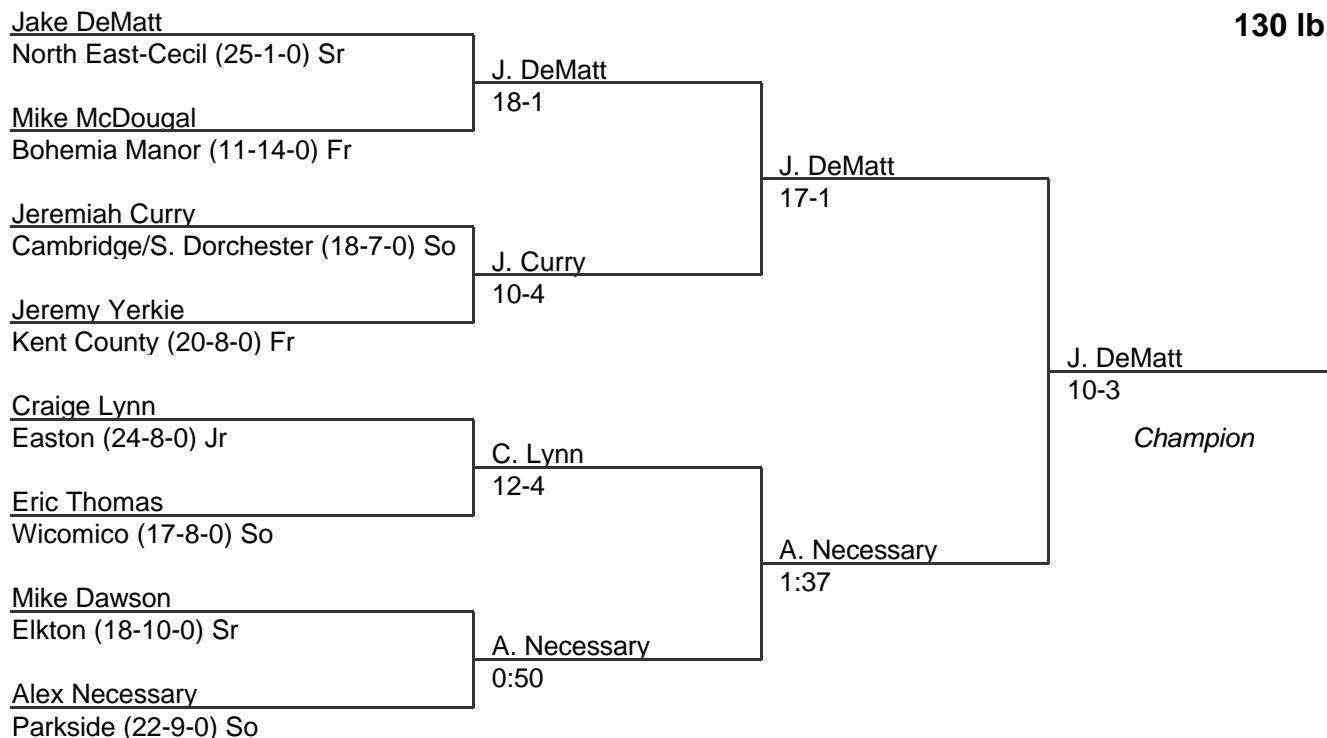 130 lb
Jake DeMatt
North East-Cecil (25-1-0) Sr
J. DeMatt
18-1
Mike McDougal
Bohemia Manor (11-14-0) Fr
J. DeMatt
17-1
Jeremiah Curry
Cambridge/S. Dorchester (18-7-0) So
J. Curry
10-4
Jeremy Yerkie
Kent County (20-8-0) Fr
J. DeMatt
10-3
Champion
Craige Lynn
Easton (24-8-0) Jr
C. Lynn
12-4
Eric Thomas
Wicomico (17-8-0) So
A. Necessary
1:37
Mike Dawson
Elkton (18-10-0) Sr
A. Necessary
0:50
Alex Necessary
Parkside (22-9-0) So